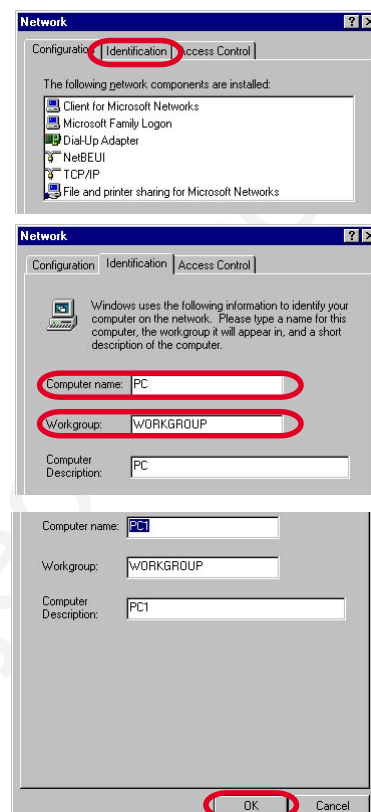 Network
Configuration Identification Access Control
The following network components are installed:
Client for Microsoft Networks
Microsoft Family Logon
Dial-Up Adapter
NetBEUI
TCP/IP
File and printer sharing for Microsoft Networks
Network
Configuration Identification Access Control
Windows uses the following information to identify your
computer on the network. Please type a name for this
computer, the workgroup it will appear in, and a short
description of the computer.
Computer name: PC
Workgroup: WORKGROUP
Computer
Description: PC
Computer name: PC1
Workgroup: WORKGROUP
Computer
Description: PC1
OK Cancel